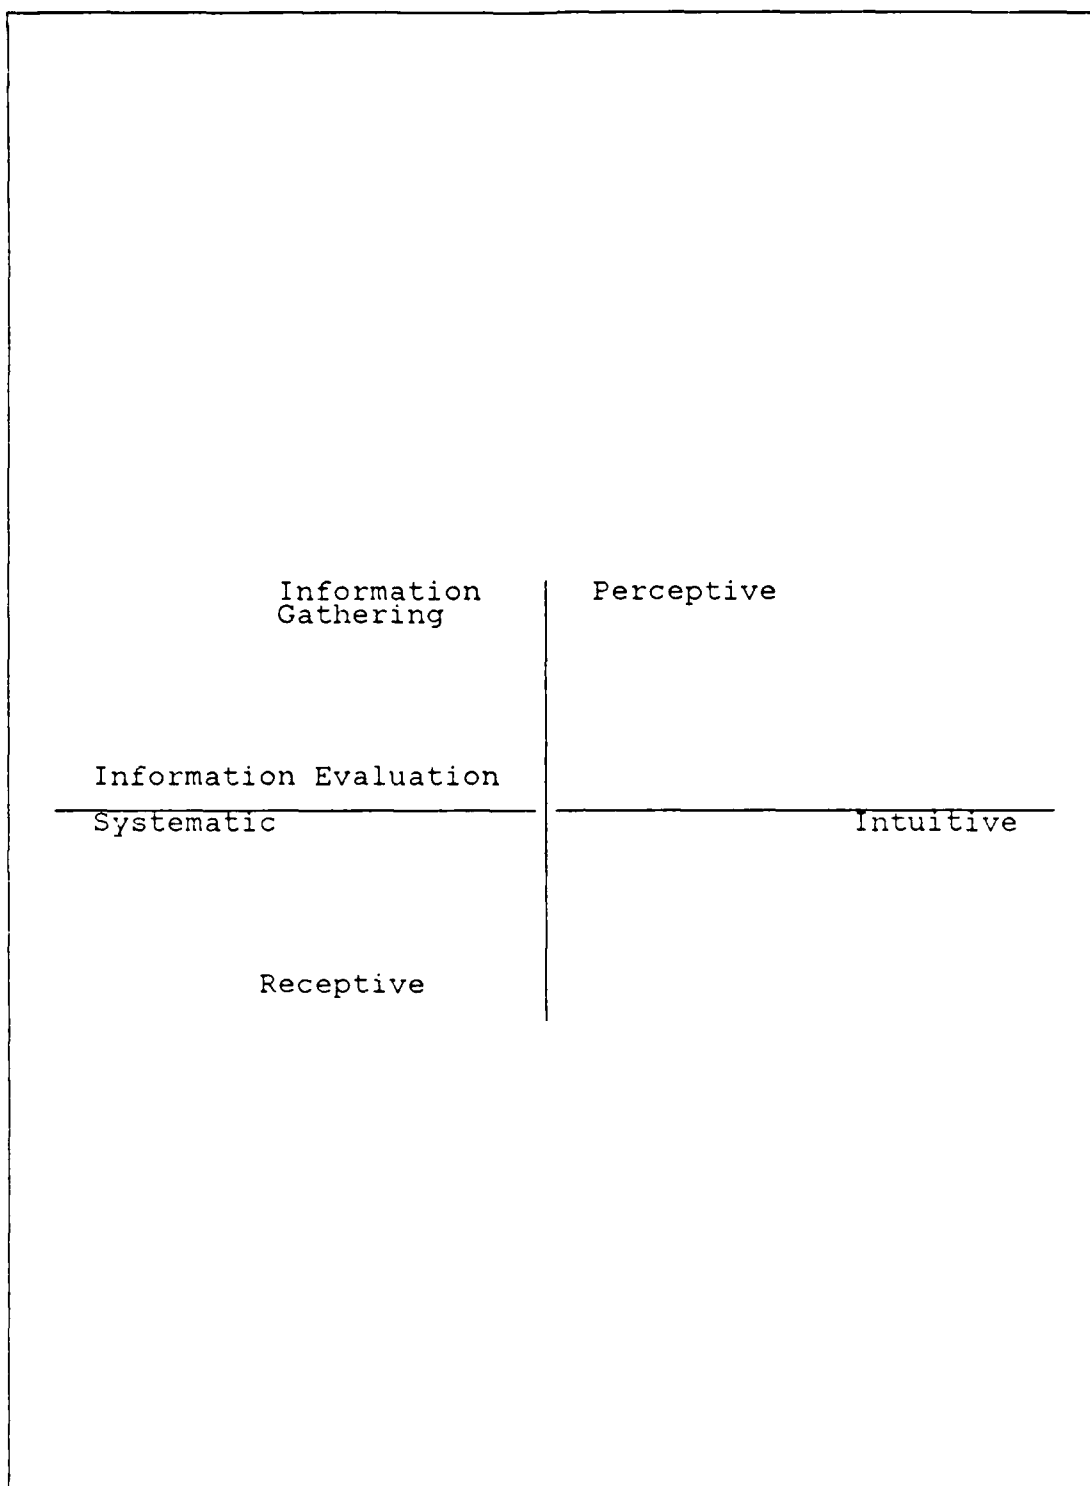 Information Perceptive
Gathering
Information Evaluation
Systematic Intuitive
Receptive